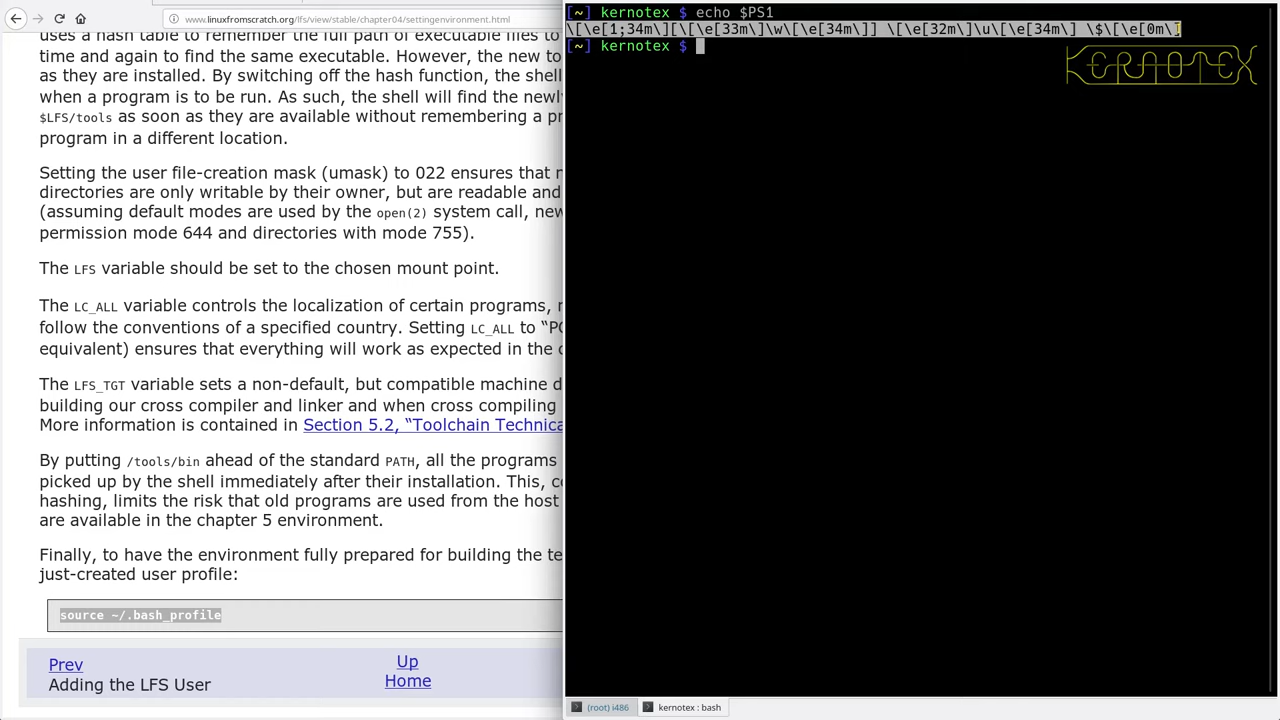 www.linuxfromscratch.org/lfs/view/stable/chapter04/settingenvironment.html
uses a hash table to remember the full path of executable files to
time and again to find the same executable. However, the new to
as they are installed. By switching off the hash function, the shel
when a program is to be run. As such, the shell will find the newl
$LFS/tools as soon as they are available without remembering a pr
program in a different location.
Setting the user file-creation mask (umask) to 022 ensures that n
directories are only writable by their owner, but are readable and
(assuming default modes are used by the open(2) system call, new
permission mode 644 and directories with mode 755).
The LFS variable should be set to the chosen mount point.
The LC_ALL variable controls the localization of certain programs, m
follow the conventions of a specified country. Setting LC_ALL to “PO
equivalent) ensures that everything will work as expected in the c
The LFS_TGT variable sets a non-default, but compatible machine d
building our cross compiler and linker and when cross compiling
More information is contained in Section 5.2, “Toolchain Technica
By putting /tools/bin ahead of the standard PATH, all the programs
picked up by the shell immediately after their installation. This, co
hashing, limits the risk that old programs are used from the host
are available in the chapter 5 environment.
Finally, to have the environment fully prepared for building the te
just-created user profile:
source ~/.bash_profile
Prev
Up
Adding the LFS User
Home
[~] kernotex $ echo $PS1
\[\e[1;34m\][\[\e[33m\]\w\[\e[34m\]] \[\e[32m\]\u\[\e[34m\] \$\[\e[0m\]
[~] kernotex $
KERNOTEX
(root) i486
kernotex : bash